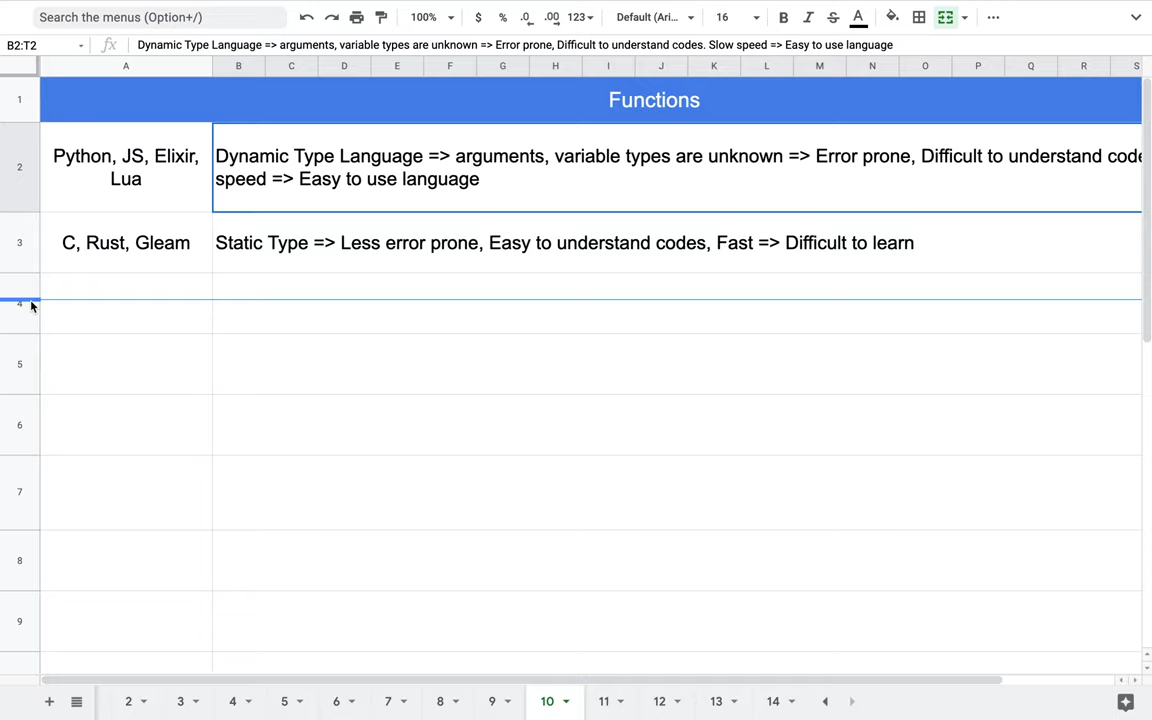 Search the menus (Option+/)
100%
$
%
.0
.00
123
Default (Ari...
16
B
I
S
A
B2:T2
fx
Dynamic Type Language => arguments, variable types are unknown => Error prone, Difficult to understand codes. Slow speed => Easy to use language
A B C D E F G H I J K L M N O P Q R S
1
Functions
2
Python, JS, Elixir,
Lua
Dynamic Type Language => arguments, variable types are unknown => Error prone, Difficult to understand code
speed => Easy to use language
3
C, Rust, Gleam
Static Type => Less error prone, Easy to understand codes, Fast => Difficult to learn
4
5
6
7
8
9
2 3 4 5 6 7 8 9 10 11 12 13 14